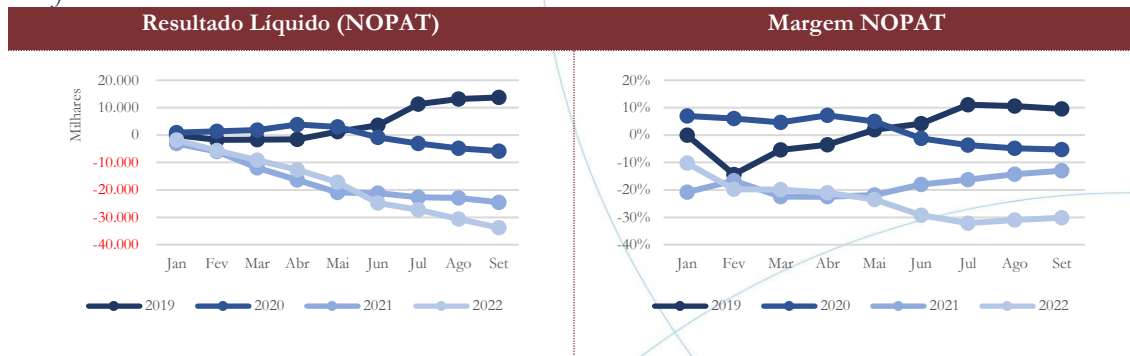 Resultado Líquido (NOPAT)
Milhares
20.000
10.000
0
-10.000
-20.000
-30.000
-40.000
Jan Fev Mar Abr Mai Jun Jul Ago Set
2019 2020 2021 2022
Margem NOPAT
20%
10%
0%
-10%
-20%
-30%
-40%
Jan Fev Mar Abr Mai Jun Jul Ago Set
2019 2020 2021 2022